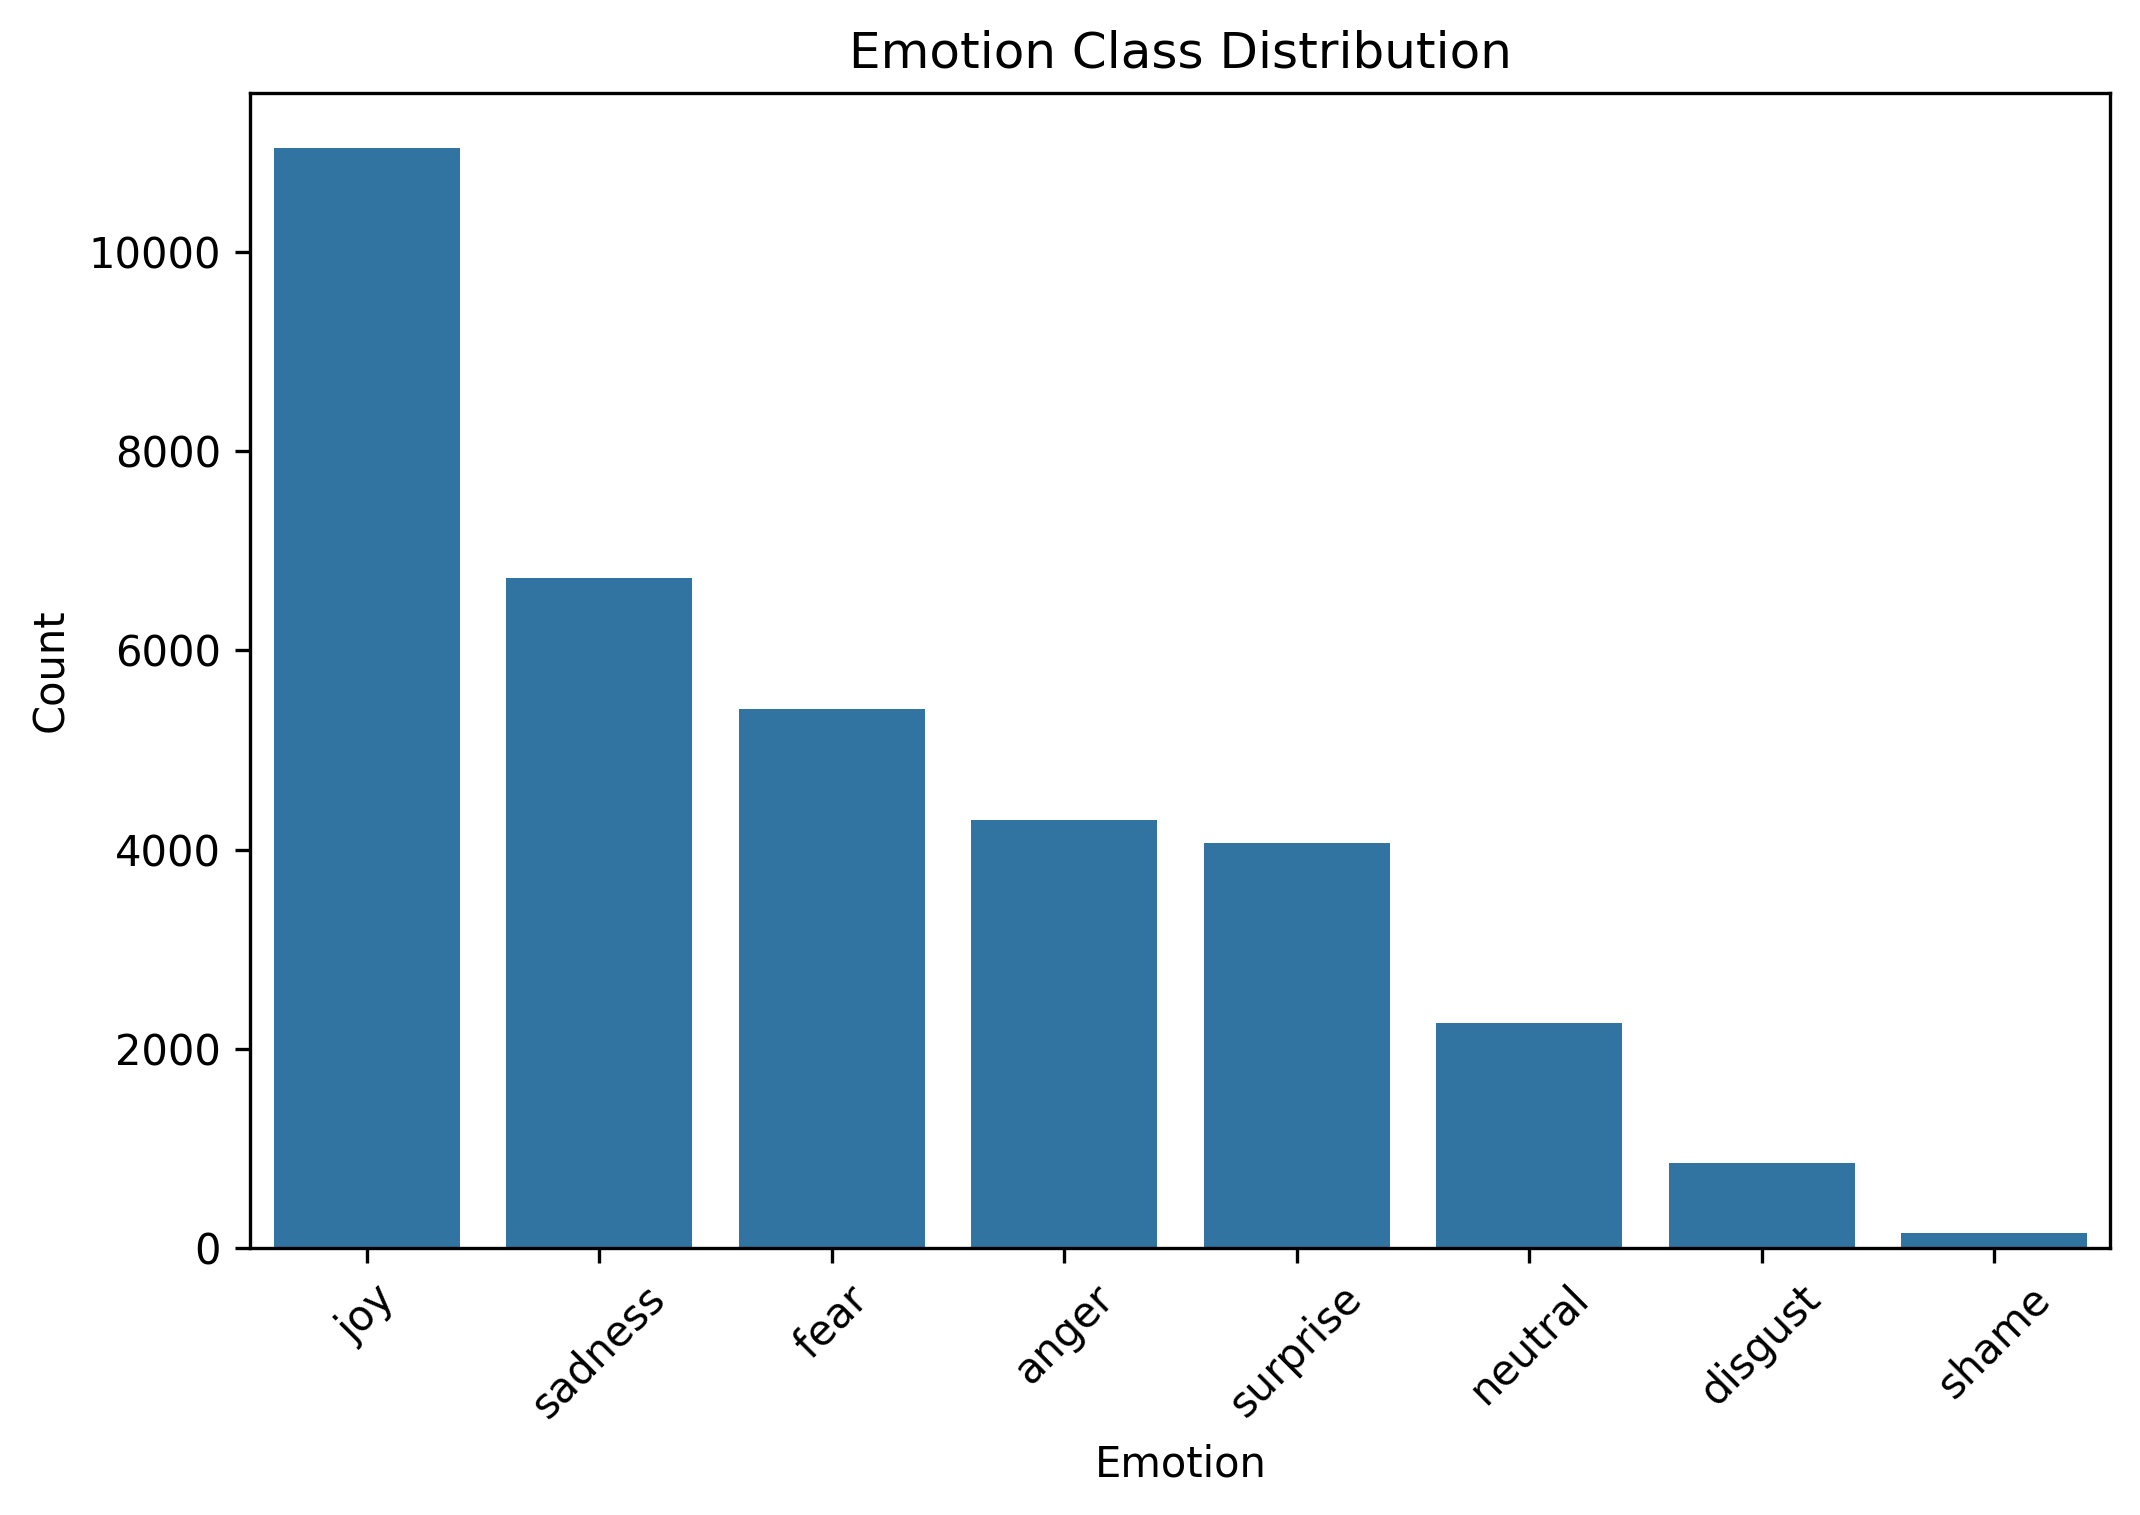 Emotion Class Distribution
10000
8000
6000
4000
2000
0
Count
joy
sadness
fear
anger
surprise
neutral
disgust
shame
Emotion